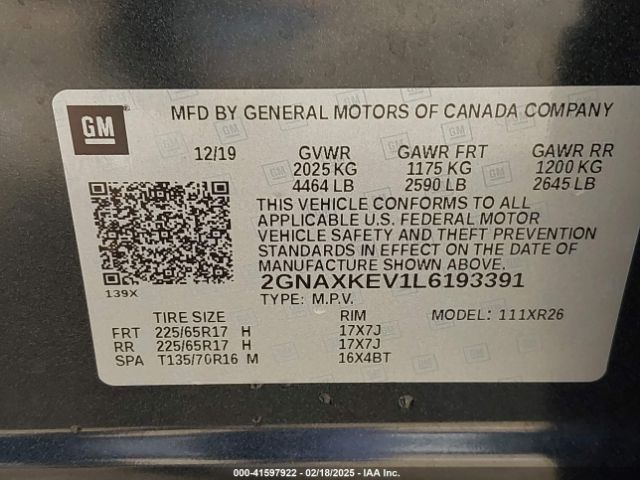 GM
MFD BY GENERAL MOTORS OF CANADA COMPANY
12/19 GVWR GAWR FRT GAWR RR
2025 KG 1175 KG 1200 KG
4464 LB 2590 LB 2645 LB
THIS VEHICLE CONFORMS TO ALL
APPLICABLE U.S. FEDERAL MOTOR
VEHICLE SAFETY AND THEFT PREVENTION
STANDARDS IN EFFECT ON THE DATE OF
MANUFACTURE SHOWN ABOVE.
139X
2GNAXKEV1L6193391
TYPE: M.P.V.
TIRE SIZE RIM MODEL: 111XR26
FRT 225/65R17 H 17X7J
RR 225/65R17 H 17X7J
SPA T135/70R16 M 16X4BT
000-41597922 - 02/18/2025 - IAA Inc.